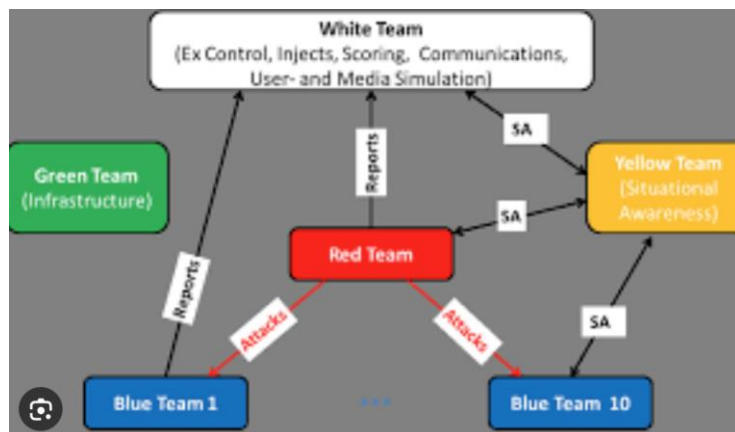 White Team
(Ex Control, Injects, Scoring, Communications,
User- and Media Simulation)
SA
Green Team
(Infrastructure)
Reports
Yellow Team
(Situational
Awareness)
SA
Red Team
Reports
Attacks
Attacks
SA
Blue Team 1
...
Blue Team 10